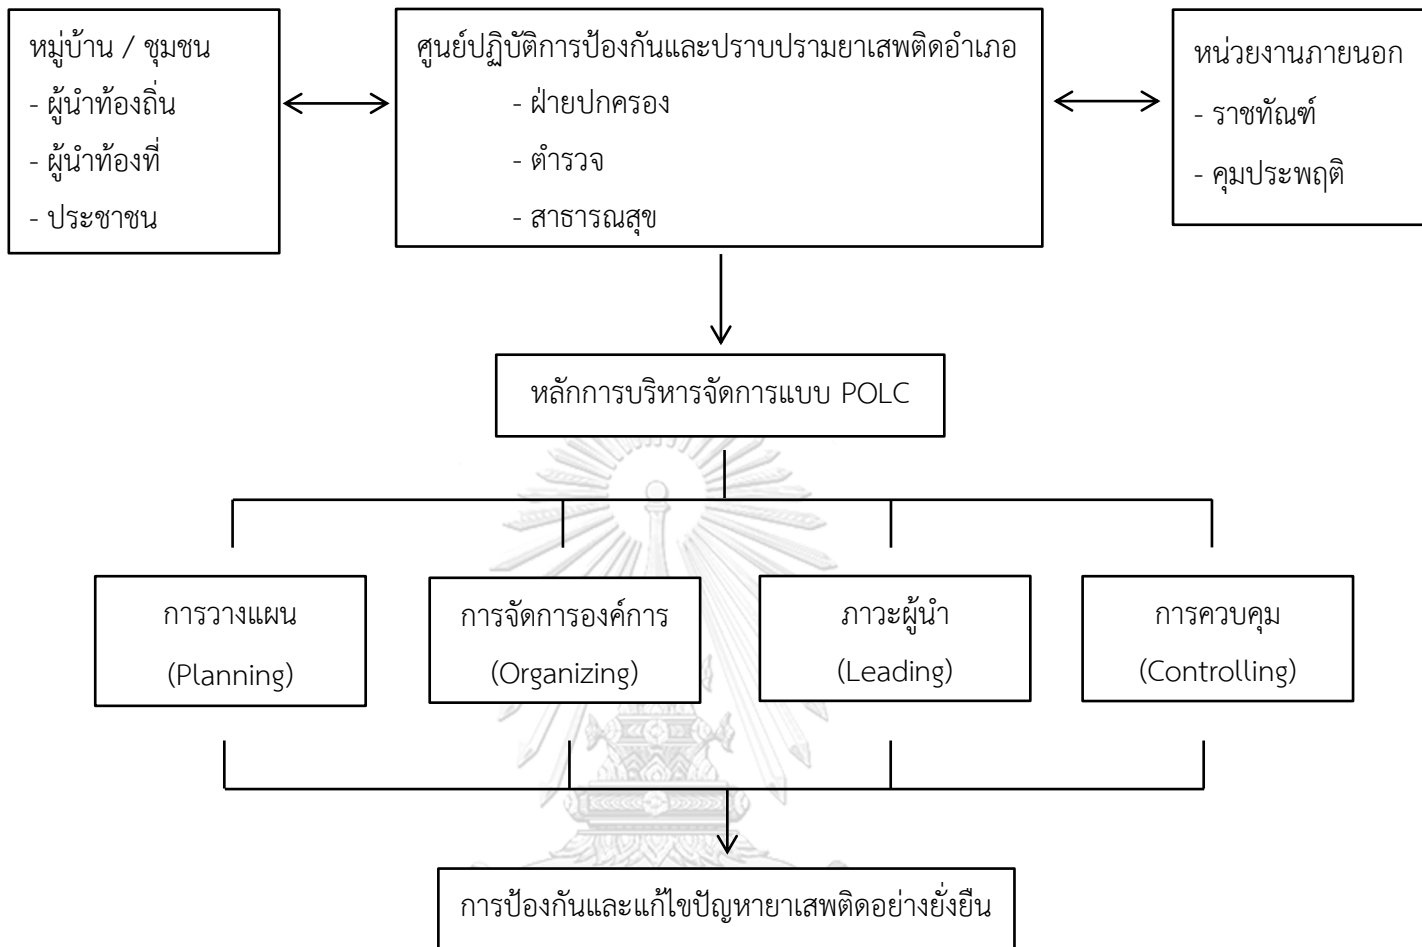 หมู่บ้าน / ชุมชน
- ผู้นำท้องถิ่น
- ผู้นำท้องที่
- ประชาชน
ศูนย์ปฏิบัติการป้องกันและปราบปรามยาเสพติดอำเภอ
- ฝ่ายปกครอง
- ตำรวจ
- สาธารณสุข
หน่วยงานภายนอก
- ราชทัณฑ์
- คุมประพฤติ
หลักการบริหารจัดการแบบ POLC
การวางแผน
(Planning)
การจัดการองค์การ
(Organizing)
ภาวะผู้นำ
(Leading)
การควบคุม
(Controlling)
การป้องกันและแก้ไขปัญหายาเสพติดอย่างยั่งยืน